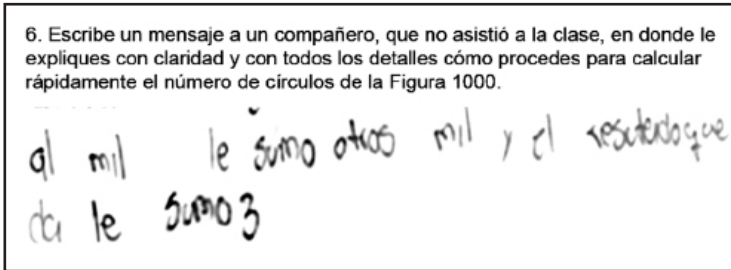 6. Escribe un mensaje a un compañero, que no asistió a la clase, en donde le
expliques con claridad y con todos los detalles cómo procedes para calcular
rápidamente el número de círculos de la Figura 1000.
al mil le sumo otros mil y el resultado que
da le sumo 3